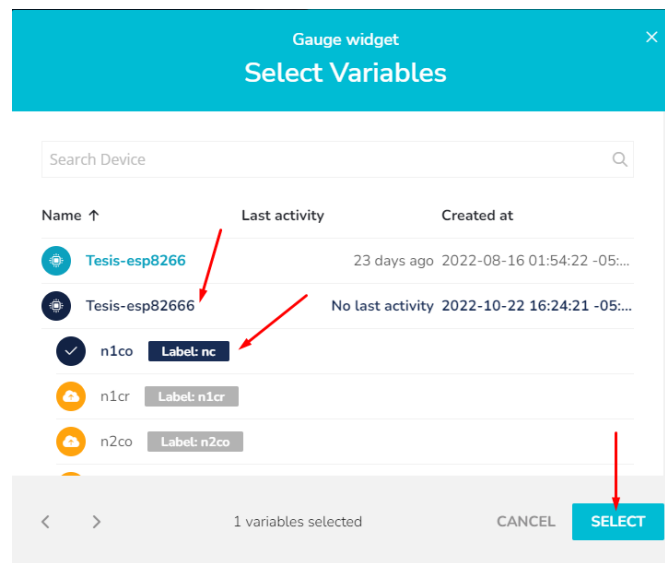 Gauge widget
Select Variables
Search Device
Name ↑ Last activity Created at
Tesis-esp8266 23 days ago 2022-08-16 01:54:22 -05:...
Tesis-esp82666 No last activity 2022-10-22 16:24:21 -05:...
n1co Label: nc
n1cr Label: n1cr
n2co Label: n2co
1 variables selected CANCEL SELECT